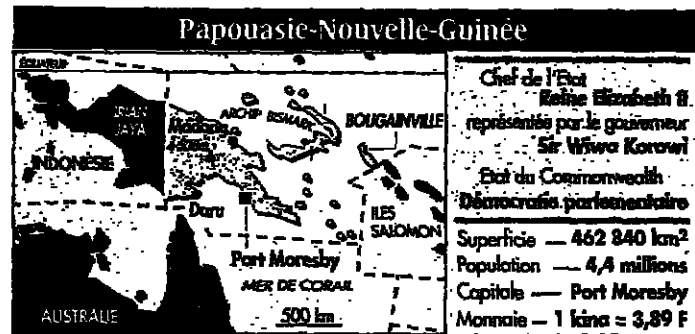 Papouasie-Nouvelle-Guinée
ÉQUATEUR
IRIAN
JAYA
INDONÉSIE
ARCHIP BISMARK
BOUGAINVILLE
Daru
ILES
SALOMON
Port Moresby
MER DE CORAIL
AUSTRALIE
500 km
Chef de l'Etat
Reine Elizabeth II
représentée par le gouverneur
Sir Wiwa Korowi
Etat du Commonwealth
Démocratie parlementaire
Superficie — 462 840 km²
Population — 4,4 millions
Capitale — Port Moresby
Monnaie — 1 kina = 3,89 F